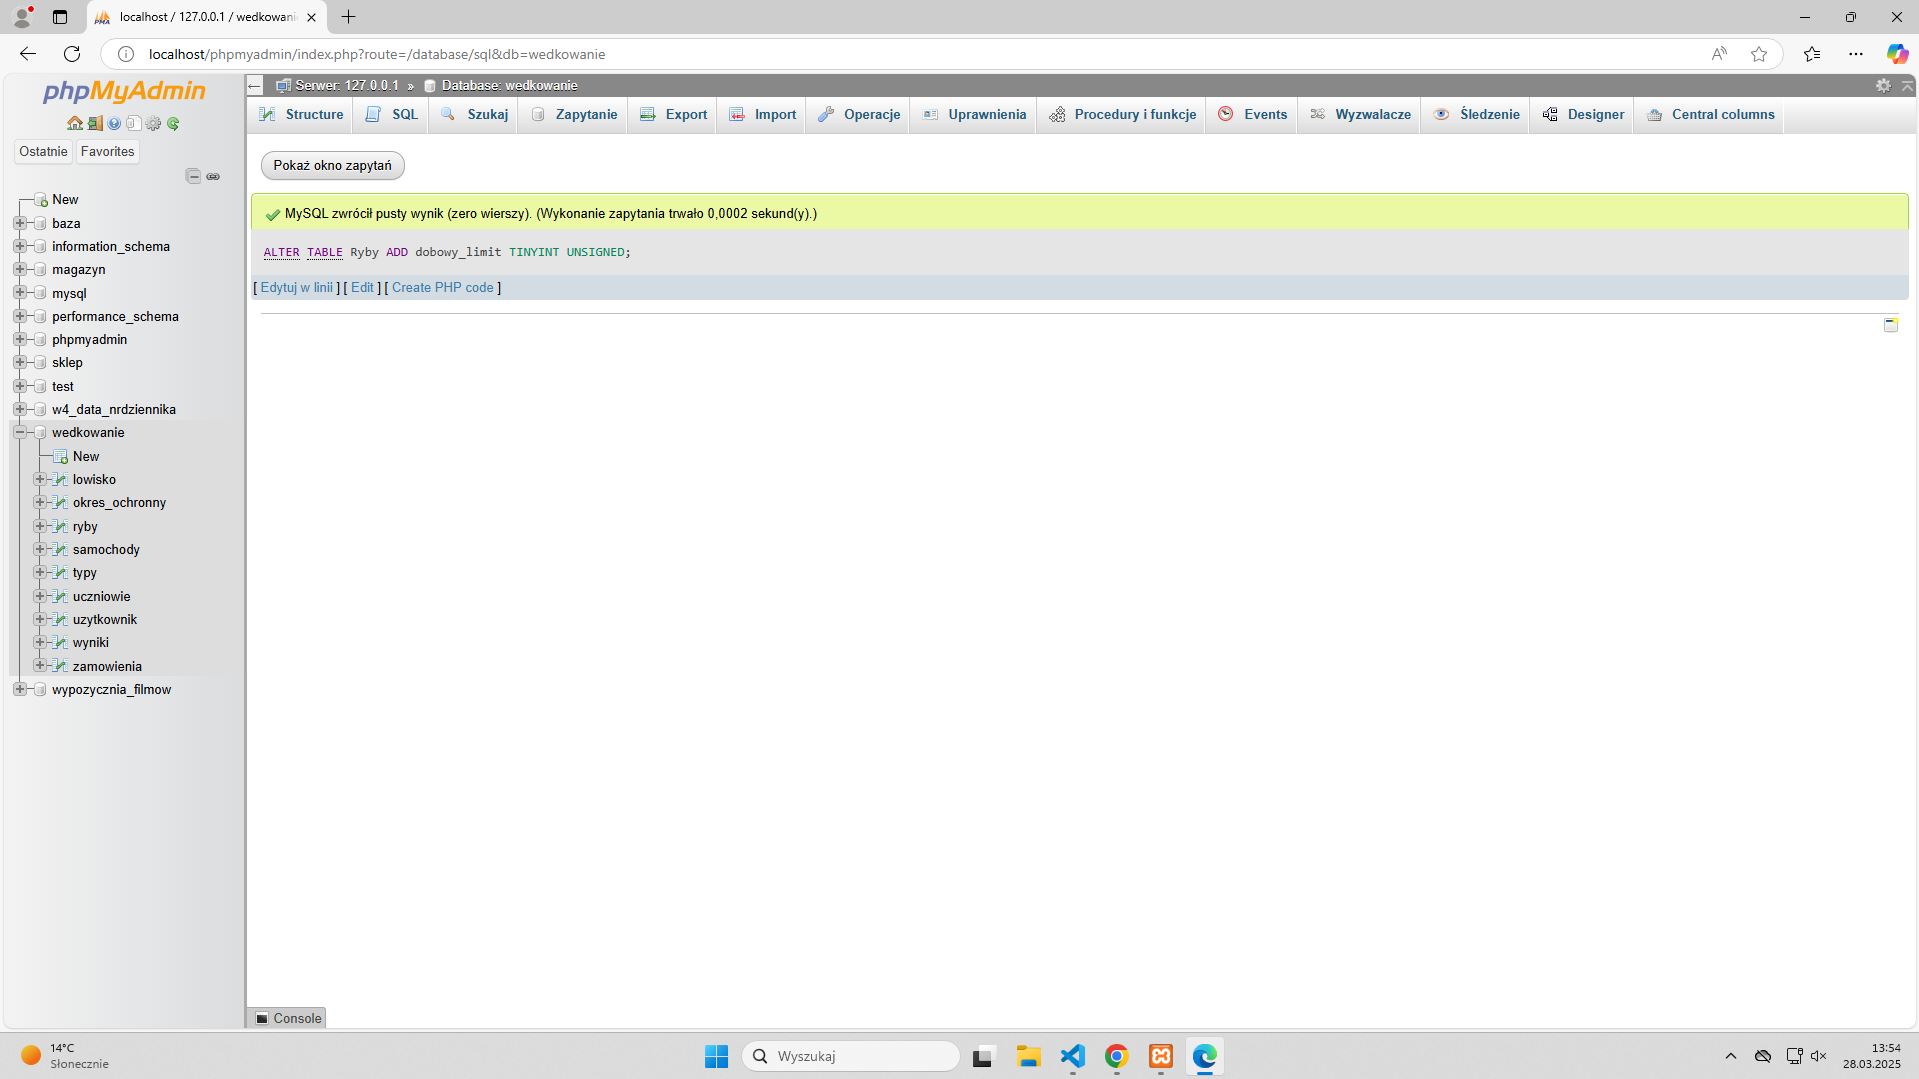 localhost / 127.0.0.1 / wedkowani
localhost/phpmyadmin/index.php?route=/database/sql&db=wedkowanie
phpMyAdmin
Serwer: 127.0.0.1 » Database: wedkowanie
Structure SQL Szukaj Zapytanie Export Import Operacje Uprawnienia Procedury i funkcje Events Wyzwalacze Śledzenie Designer Central columns
Ostatnie Favorites
New
baza
information_schema
magazyn
mysql
performance_schema
phpmyadmin
sklep
test
w4_data_nrdziennika
wedkowanie
New
lowisko
okres_ochronny
ryby
samochody
typy
uczniowie
uzytkownik
wyniki
zamowienia
wypozycznia_filmow
Pokaż okno zapytań
MySQL zwrócił pusty wynik (zero wierszy). (Wykonanie zapytania trwało 0,0002 sekund(y).)
ALTER TABLE Ryby ADD dobowy_limit TINYINT UNSIGNED;
[ Edytuj w linii ] [ Edit ] [ Create PHP code ]
Console
14°C
Słonecznie
Wyszukaj
13:54
28.03.2025